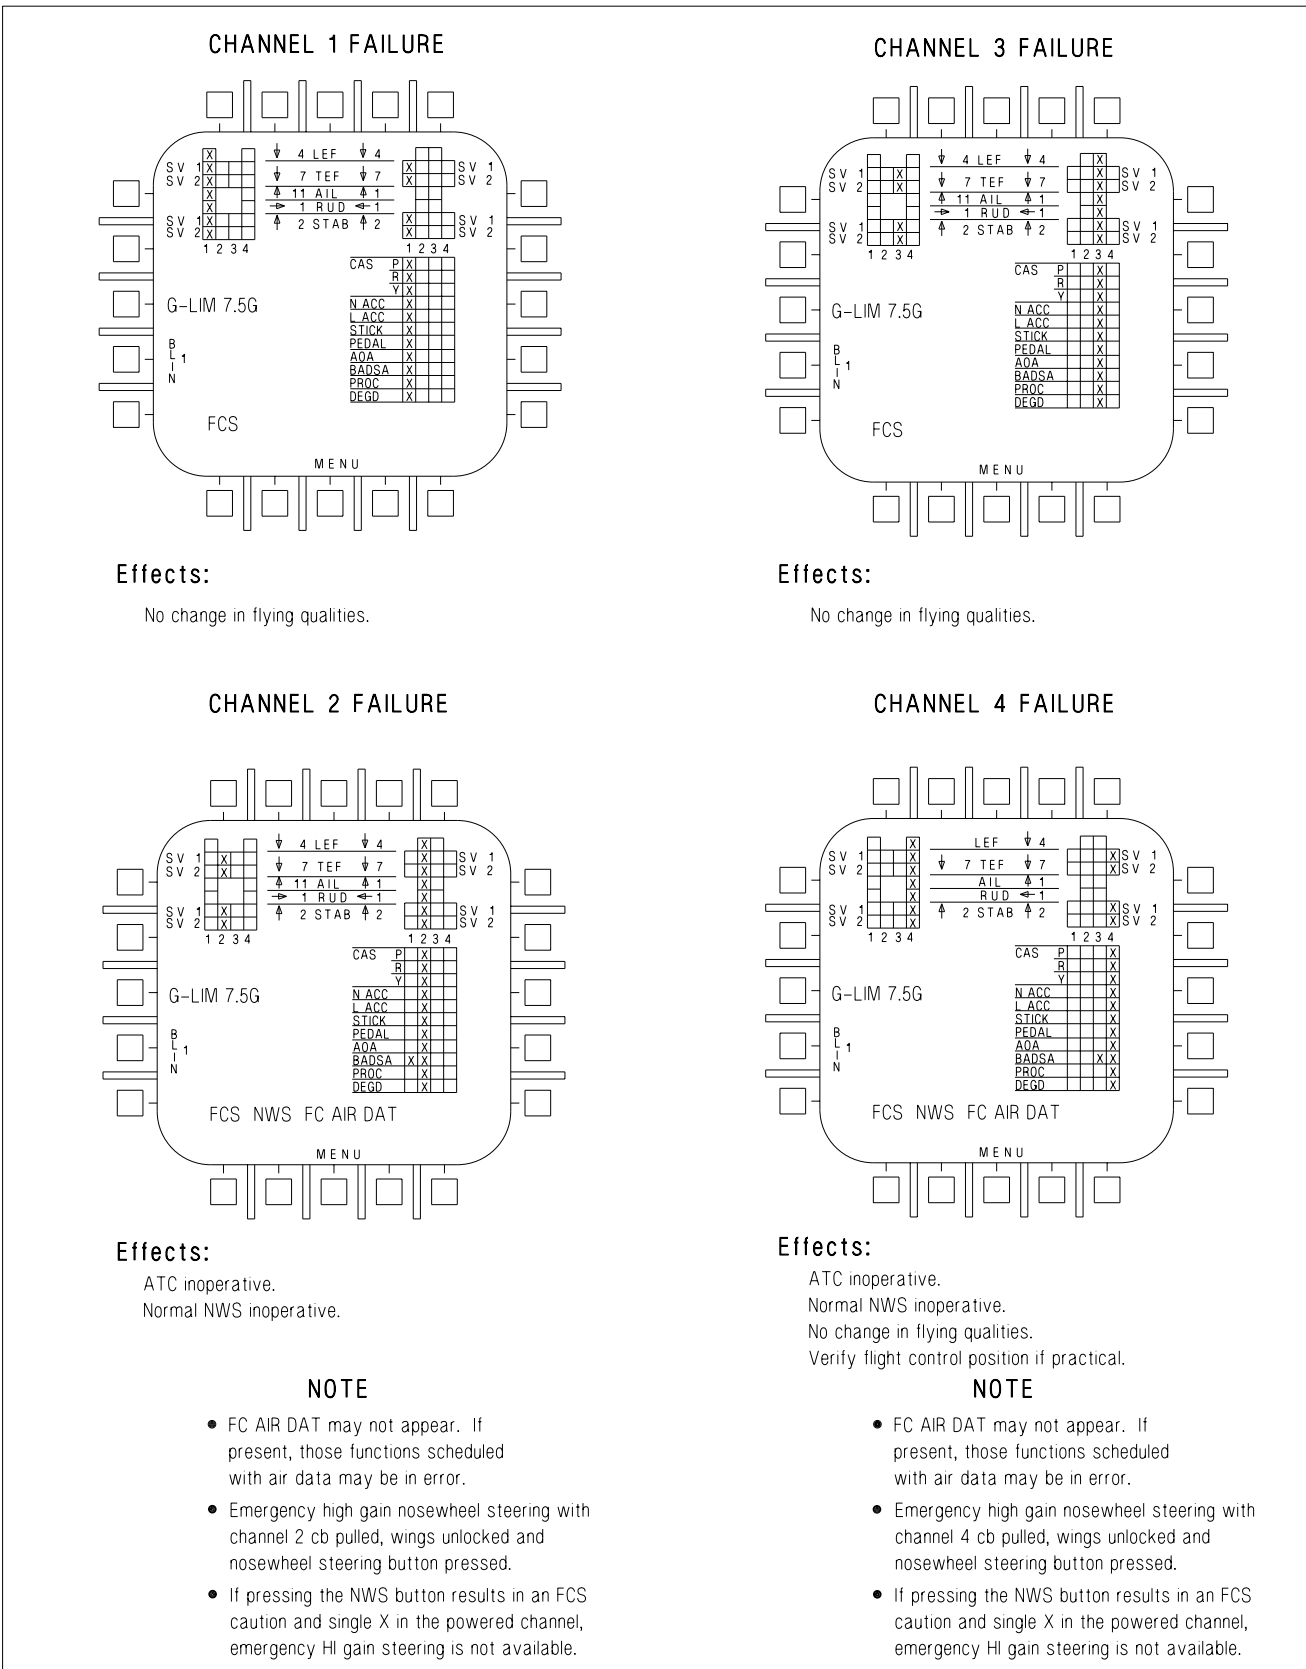 CHANNEL 1 FAILURE
X
4 LEF 4
SV 1 X X SV 1
SV 2 X 7 TEF 7 X SV 2
X 11 AIL 1
X 1 RUD 1
SV 1 X 2 STAB 2 X SV 1
SV 2 X X SV 2
1 2 3 4 1 2 3 4
CAS P X
R X
Y X
G-LIM 7.5G
N ACC X
L ACC X
STICK X
BLIN 1
PEDAL X
AOA X
BADSA X
PROC X
DEGD X
FCS
MENU
Effects:
No change in flying qualities.
CHANNEL 3 FAILURE
4 LEF 4 X
SV 1 X X SV 1
SV 2 X 7 TEF 7 X SV 2
11 AIL 1 X
1 RUD 1 X
SV 1 X 2 STAB 2 X SV 1
SV 2 X X SV 2
1 2 3 4 1 2 3 4
CAS P X
R X
Y X
G-LIM 7.5G
N ACC X
L ACC X
STICK X
BLIN 1
PEDAL X
AOA X
BADSA X
PROC X
DEGD X
FCS
MENU
Effects:
No change in flying qualities.
CHANNEL 2 FAILURE
4 LEF 4 X
SV 1 X X SV 1
SV 2 X 7 TEF 7 X SV 2
11 AIL 1 X
1 RUD 1 X
SV 1 X 2 STAB 2 X SV 1
SV 2 X X SV 2
1 2 3 4 1 2 3 4
CAS P X
R X
Y X
G-LIM 7.5G
N ACC X
L ACC X
STICK X
BLIN 1
PEDAL X
AOA X
BADSA X X
PROC X
DEGD X
FCS NWS FC AIR DAT
MENU
Effects:
ATC inoperative.
Normal NWS inoperative.
NOTE
● FC AIR DAT may not appear. If
present, those functions scheduled
with air data may be in error.
● Emergency high gain nosewheel steering with
channel 2 cb pulled, wings unlocked and
nosewheel steering button pressed.
● If pressing the NWS button results in an FCS
caution and single X in the powered channel,
emergency HI gain steering is not available.
CHANNEL 4 FAILURE
X LEF 4
SV 1 X X SV 1
SV 2 X 7 TEF 7 X SV 2
X AIL 1
X RUD 1
SV 1 X 2 STAB 2 X SV 1
SV 2 X X SV 2
1 2 3 4 1 2 3 4
CAS P X
R X
Y X
G-LIM 7.5G
N ACC X
L ACC X
STICK X
BLIN 1
PEDAL X
AOA X
BADSA X X
PROC X
DEGD X
FCS NWS FC AIR DAT
MENU
Effects:
ATC inoperative.
Normal NWS inoperative.
No change in flying qualities.
Verify flight control position if practical.
NOTE
● FC AIR DAT may not appear. If
present, those functions scheduled
with air data may be in error.
● Emergency high gain nosewheel steering with
channel 4 cb pulled, wings unlocked and
nosewheel steering button pressed.
● If pressing the NWS button results in an FCS
caution and single X in the powered channel,
emergency HI gain steering is not available.